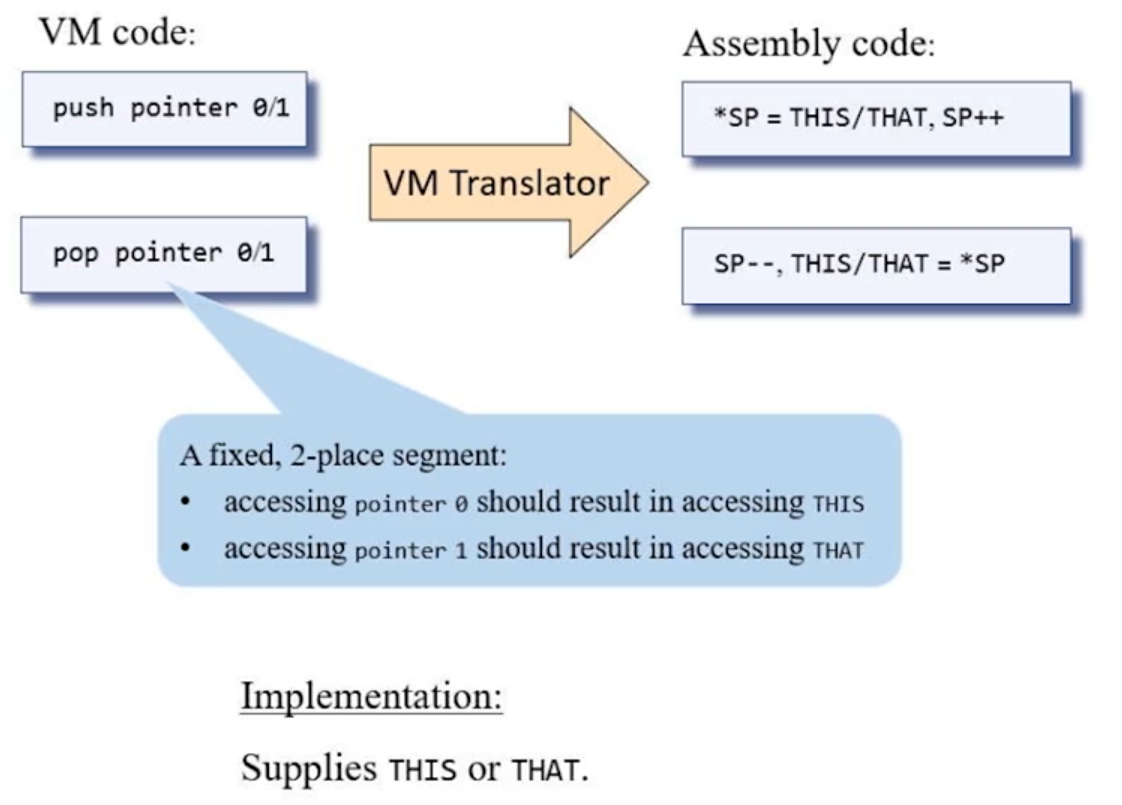 VM code:
push pointer 0/1
pop pointer 0/1
VM Translator
Assembly code:
*SP = THIS/THAT, SP++
SP--, THIS/THAT = *SP
A fixed, 2-place segment:
• accessing pointer 0 should result in accessing THIS
• accessing pointer 1 should result in accessing THAT
Implementation:
Supplies THIS or THAT.